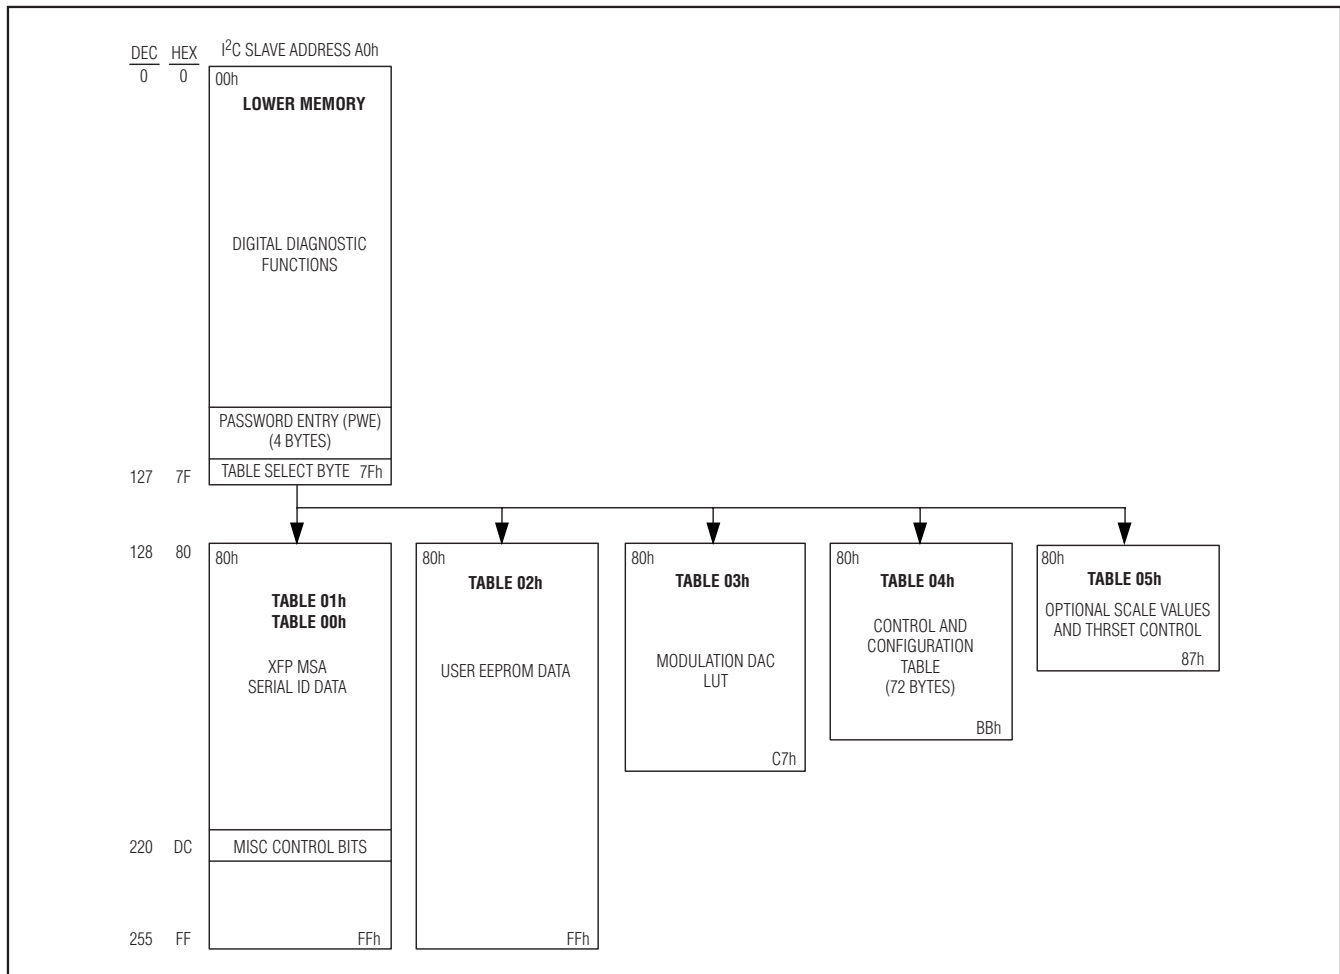 DEC HEX I²C SLAVE ADDRESS A0h
0 0
00h
LOWER MEMORY
DIGITAL DIAGNOSTIC
FUNCTIONS
PASSWORD ENTRY (PWE)
(4 BYTES)
127 7F TABLE SELECT BYTE 7Fh
128 80
80h
TABLE 01h
TABLE 00h
XFP MSA
SERIAL ID DATA
220 DC MISC CONTROL BITS
255 FF FFh
80h
TABLE 02h
USER EEPROM DATA
FFh
80h
TABLE 03h
MODULATION DAC
LUT
C7h
80h
TABLE 04h
CONTROL AND
CONFIGURATION
TABLE
(72 BYTES)
BBh
80h
TABLE 05h
OPTIONAL SCALE VALUES
AND THRSET CONTROL
87h